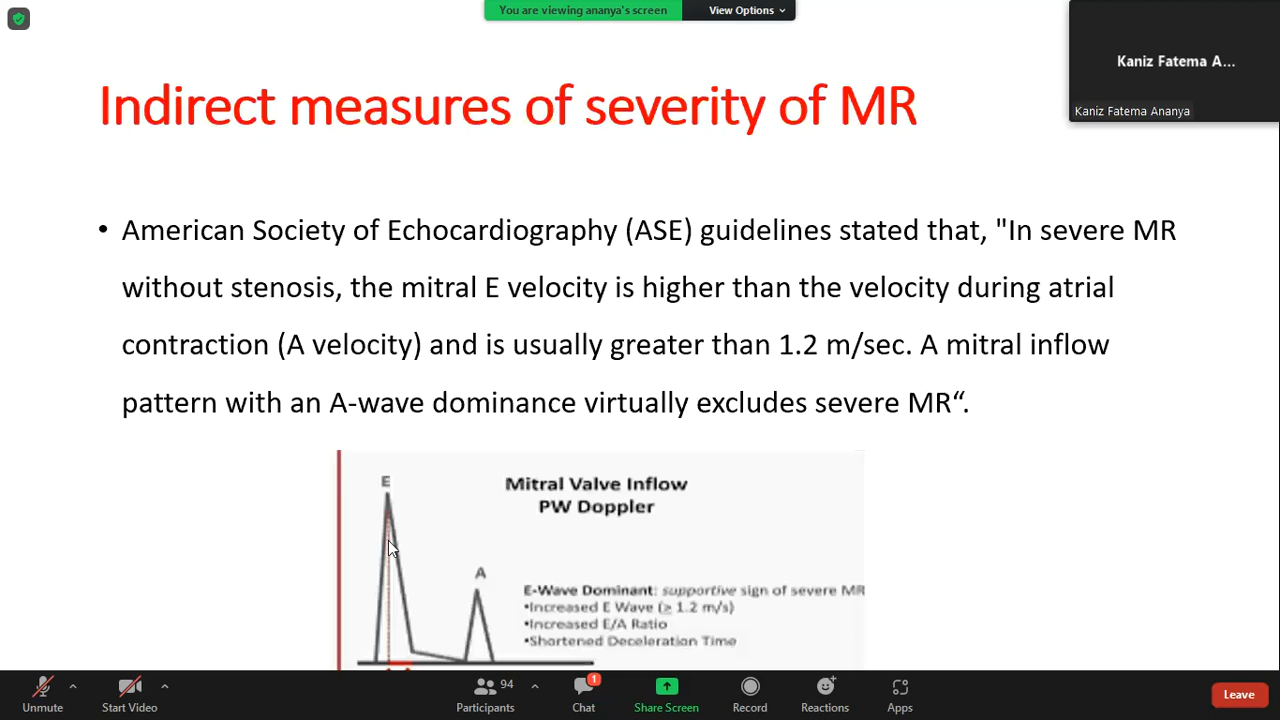 You are viewing ananya's screen
View Options
Kaniz Fatema A...
Kaniz Fatema Ananya
Indirect measures of severity of MR
• American Society of Echocardiography (ASE) guidelines stated that, "In severe MR
without stenosis, the mitral E velocity is higher than the velocity during atrial
contraction (A velocity) and is usually greater than 1.2 m/sec. A mitral inflow
pattern with an A-wave dominance virtually excludes severe MR“.
E
Mitral Valve Inflow
PW Doppler
A
E-Wave Dominant: supportive sign of severe MR
•Increased E Wave (≥ 1.2 m/s)
•Increased E/A Ratio
•Shortened Deceleration Time
Unmute
Start Video
94
Participants
1
Chat
Share Screen
Record
Reactions
Apps
Leave